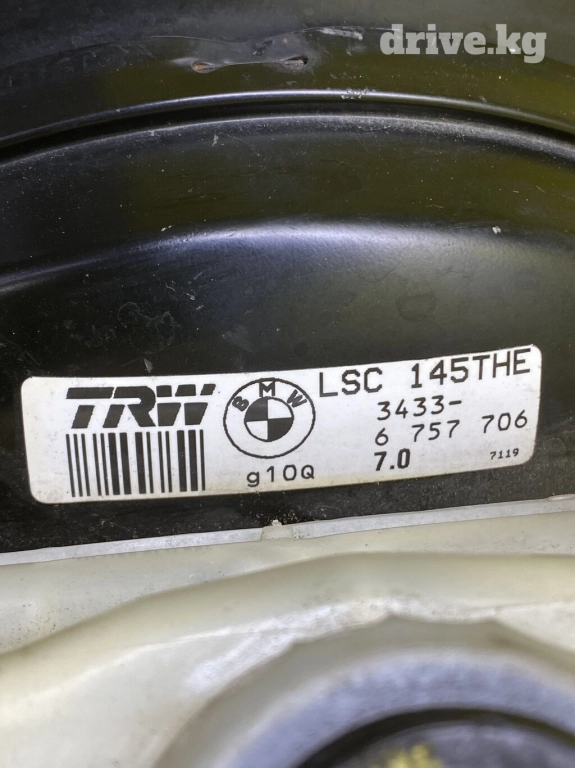 drive.kg
TRW BMW LSC 145THE
3433-
6 757 706
g10Q 7.0 7119